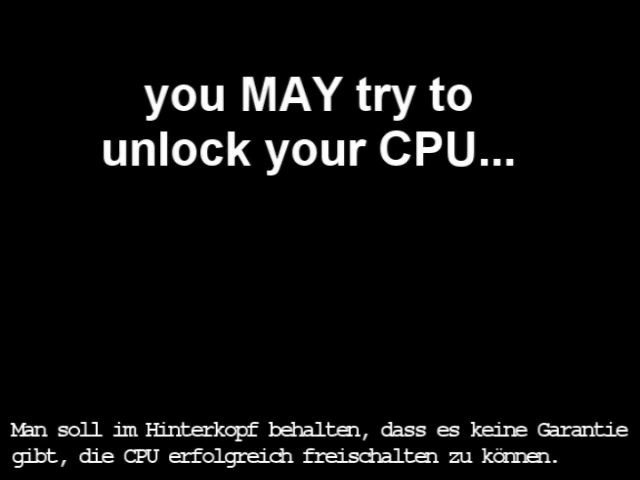 you MAY try to
unlock your CPU...
Man soll im Hinterkopf behalten, dass es keine Garantie
gibt, die CPU erfolgreich freischalten zu können.